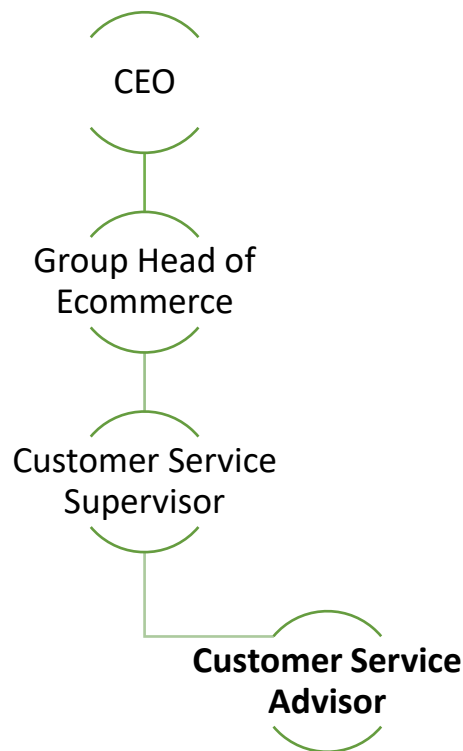 CEO
Group Head of
Ecommerce
Customer Service
Supervisor
Customer Service
Advisor